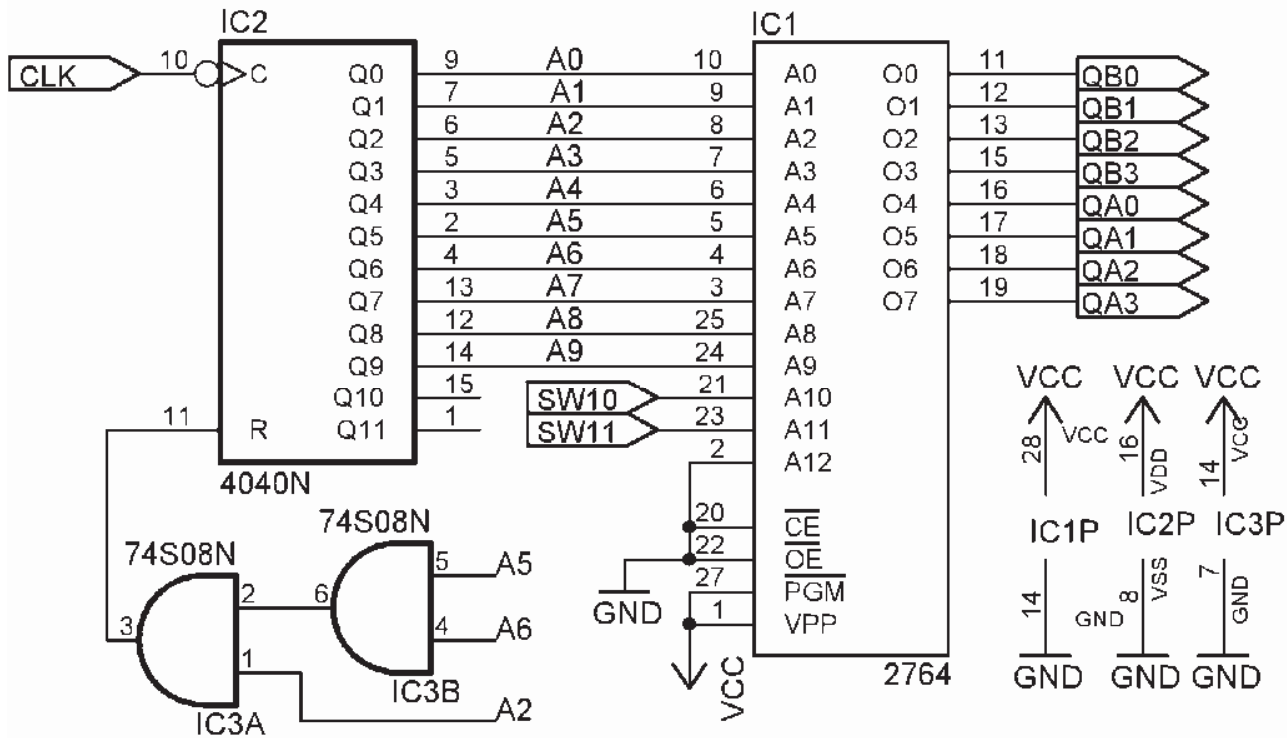 IC2
IC1
CLK
10
C
R
11
4040N
Q0 9 A0 10 A0 O0 11 QB0
Q1 7 A1 9 A1 O1 12 QB1
Q2 6 A2 8 A2 O2 13 QB2
Q3 5 A3 7 A3 O3 15 QB3
Q4 3 A4 6 A4 O4 16 QA0
Q5 2 A5 5 A5 O5 17 QA1
Q6 4 A6 4 A6 O6 18 QA2
Q7 13 A7 3 A7 O7 19 QA3
Q8 12 A8 25 A8
Q9 14 A9 24 A9
Q10 15 SW10 21 A10
Q11 1 SW11 23 A11
2 A12
20 CE
22 OE
27 PGM
1 VPP
GND
VCC
2764
74S08N
74S08N
5 A5
4 A6
6
2
1
3
A2
IC3B
IC3A
VCC VCC VCC
28 VCC 16 VDD 14 VCC
IC1P IC2P IC3P
14 GND 8 VSS 7 GND
GND GND GND